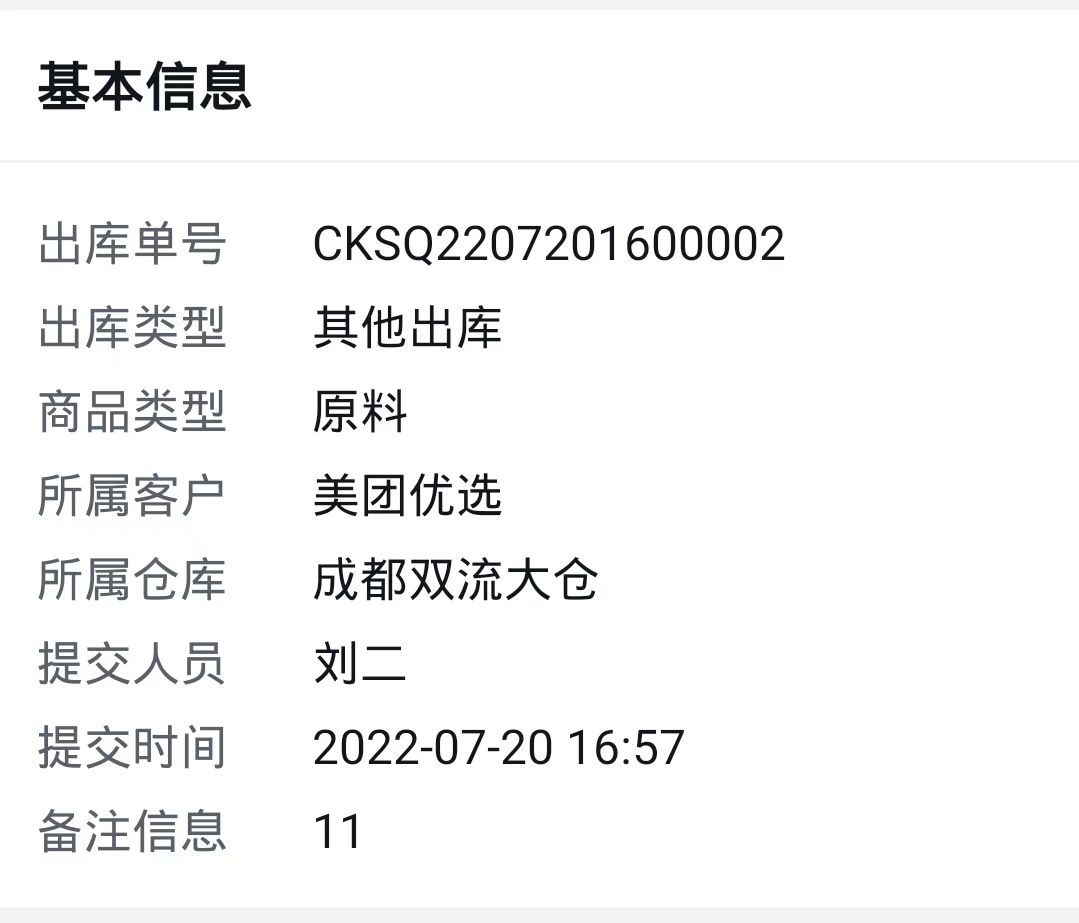 基本信息
出库单号 CKSQ2207201600002
出库类型 其他出库
商品类型 原料
所属客户 美团优选
所属仓库 成都双流大仓
提交人员 刘二
提交时间 2022-07-20 16:57
备注信息 11